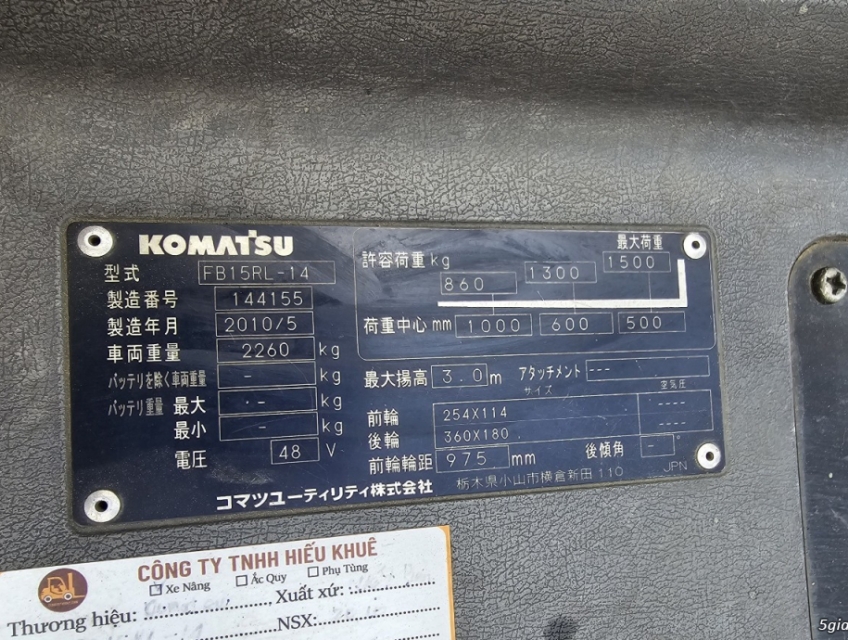 KOMATSU
型式 FB15RL-14
製造番号 144155
製造年月 2010/5
車両重量 2260 kg
バッテリを除く車両重量 - kg
バッテリ重量 最大 - kg
最小 - kg
電圧 48 V
許容荷重 kg
最大荷重
860 1300 1500
荷重中心 mm 1000 600 500
最大揚高 3.0 m アタッチメント ---
サイズ 空気圧
前輪 254X114 ----
後輪 360X180 ----
前輪輪距 975 mm 後傾角 - °
コマツユーティリティ株式会社 栃木県小山市横倉新田110 JPN
CÔNG TY TNHH HIẾU KHUÊ
Xe Nâng Ắc Quy Phụ Tùng
Thương hiệu: Xuất xứ:
NSX:
5gia